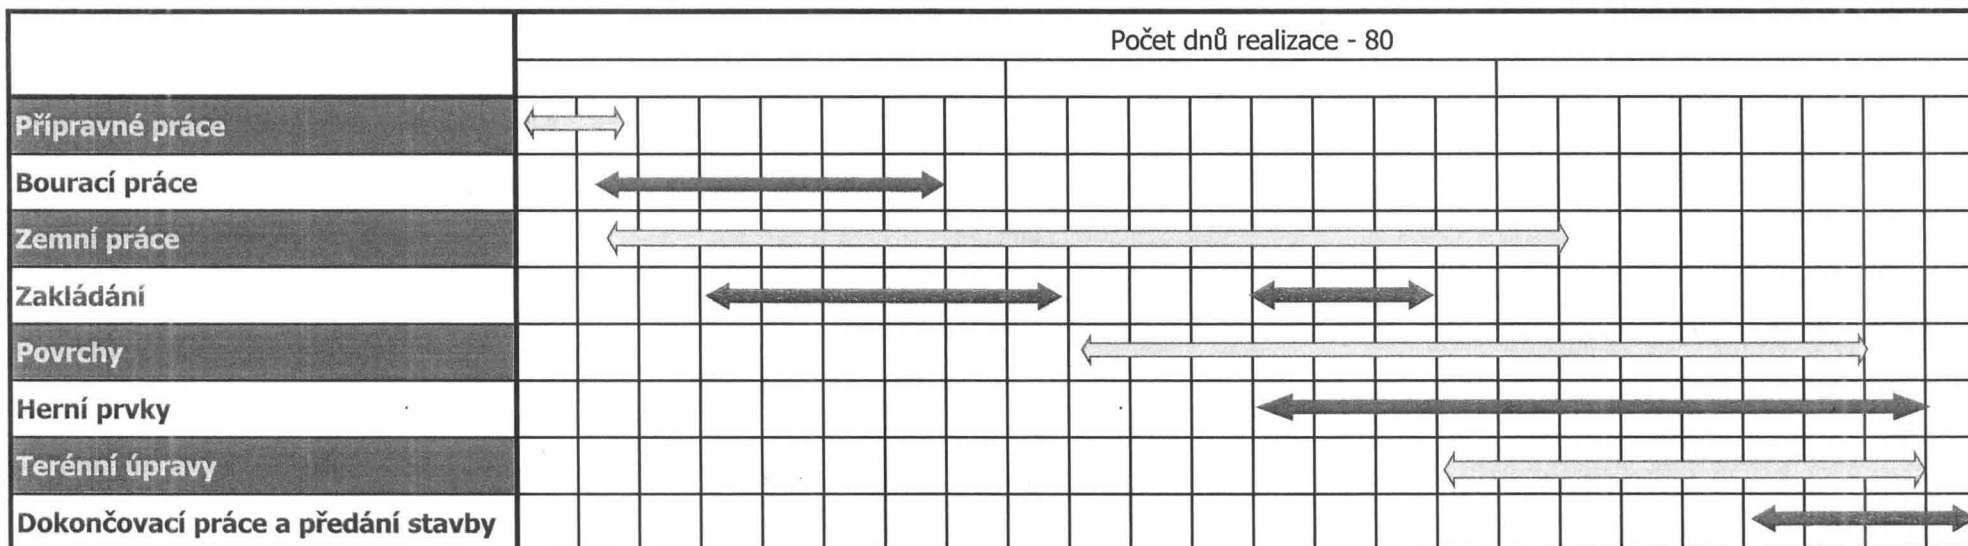 Počet dnů realizace - 80
Přípravné práce
Bourací práce
Zemní práce
Zakládání
Povrchy
Herní prvky
Terénní úpravy
Dokončovací práce a předání stavby